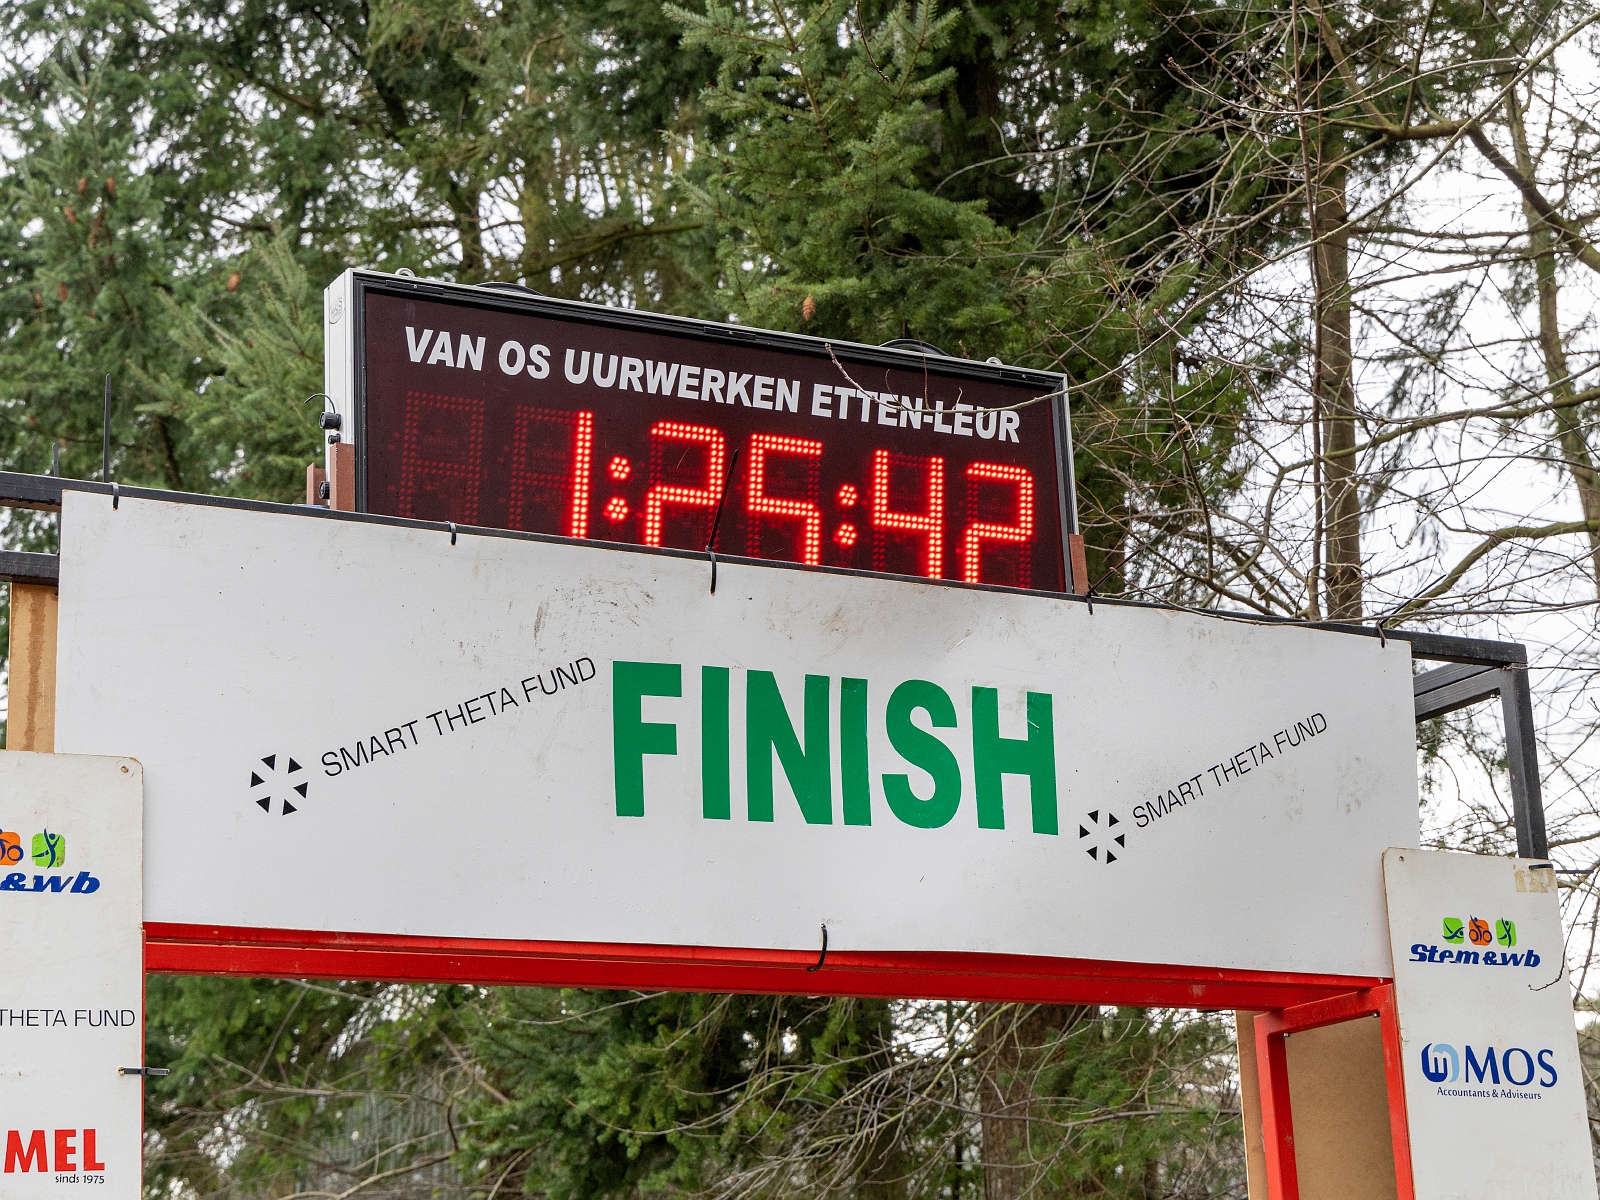 VAN OS UURWERKEN ETTEN-LEUR
1:25:42
SMART THETA FUND
FINISH
SMART THETA FUND
&wb
THETA FUND
MEL
sinds 1975
Stem&wb
m MOS
Accountants & Adviseurs